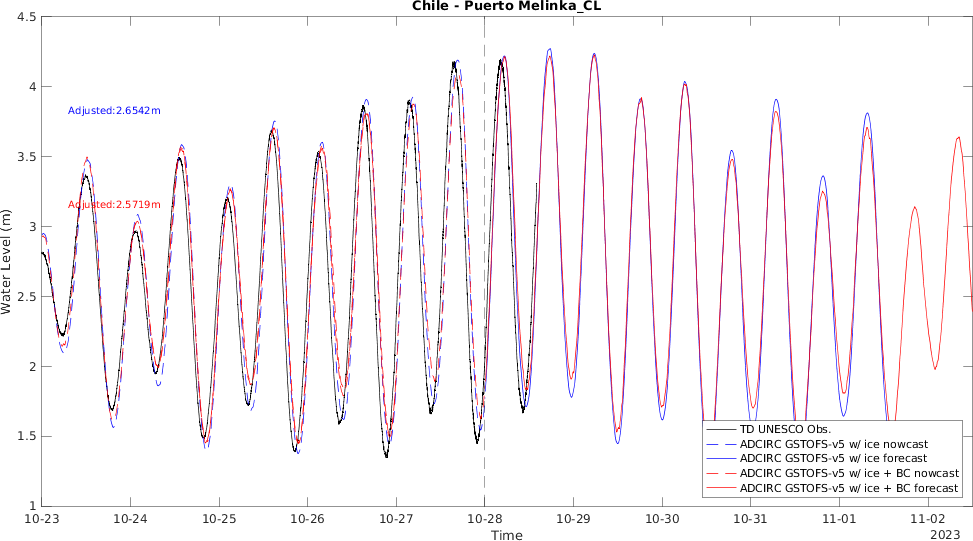 Chile - Puerto Melinka_CL
4.5
4
3.5
3
2.5
2
1.5
1
Water Level (m)
Adjusted:2.6542m
Adjusted:2.5719m
TD UNESCO Obs.
ADCIRC GSTOFS-v5 w/ ice nowcast
ADCIRC GSTOFS-v5 w/ ice forecast
ADCIRC GSTOFS-v5 w/ ice + BC nowcast
ADCIRC GSTOFS-v5 w/ ice + BC forecast
10-23 10-24 10-25 10-26 10-27 10-28 10-29 10-30 10-31 11-01 11-02
Time
2023